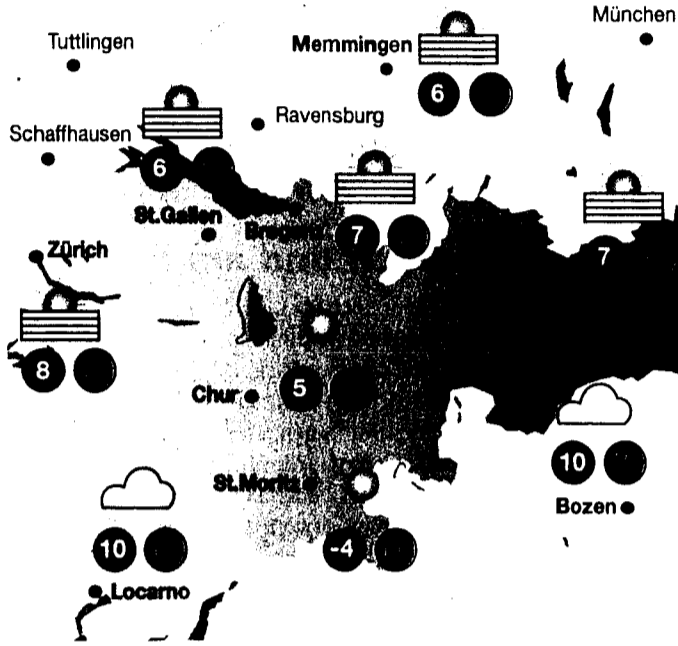 München
Tuttlingen
Memmingen
6
Ravensburg
Schaffhausen
6
St.Gallen
7
Zürich
7
8
Chur
5
10
St.Moritz
Bozen
10
-4
Locarno